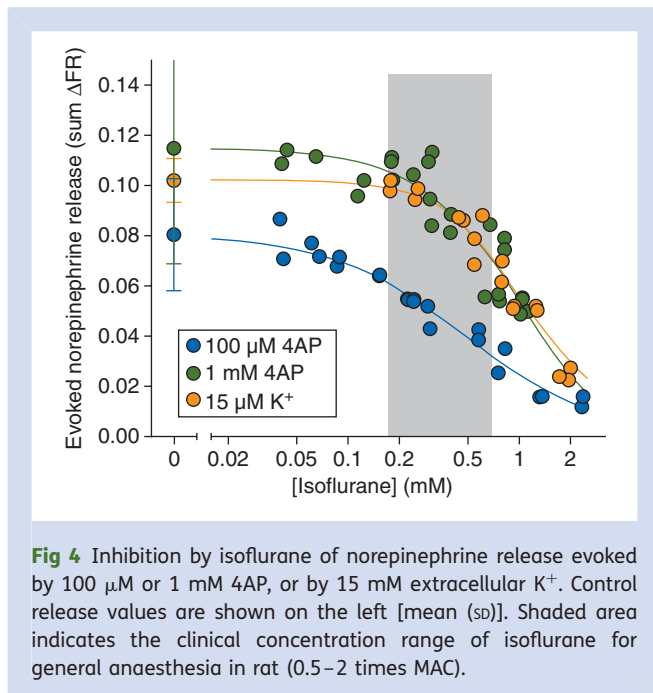 0.14
0.12
0.10
0.08
0.06
0.04
0.02
0.00
Evoked norepinephrine release (sum ΔFR)
100 μM 4AP
1 mM 4AP
15 μM K⁺
0 0.02 0.05 0.1 0.2 0.5 1 2
[Isoflurane] (mM)
Fig 4 Inhibition by isoflurane of norepinephrine release evoked
by 100 μM or 1 mM 4AP, or by 15 mM extracellular K⁺. Control
release values are shown on the left [mean (SD)]. Shaded area
indicates the clinical concentration range of isoflurane for
general anaesthesia in rat (0.5–2 times MAC).